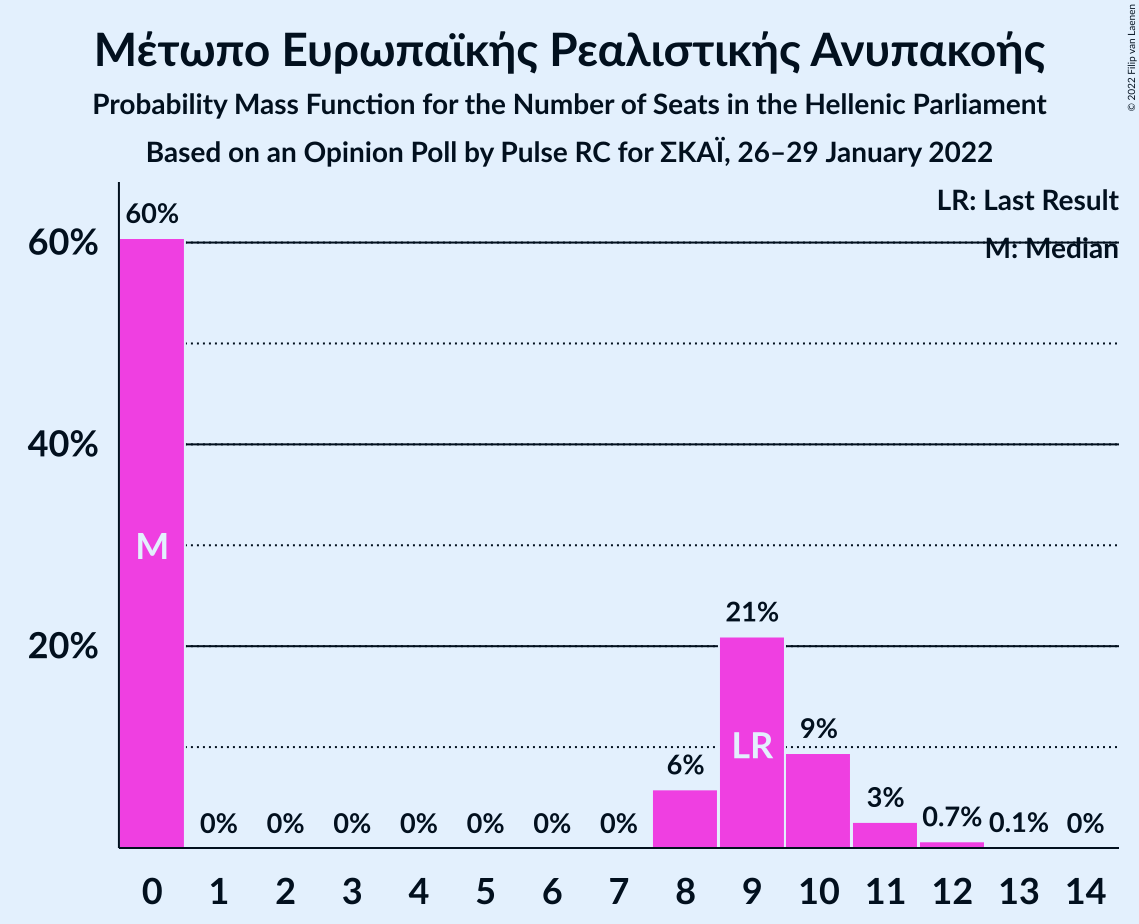 Μέτωπο Ευρωπαϊκής Ρεαλιστικής Ανυπακοής
Probability Mass Function for the Number of Seats in the Hellenic Parliament
Based on an Opinion Poll by Pulse RC for ΣΚΑΪ, 26–29 January 2022
© 2022 Filip van Laenen
LR: Last Result
M: Median
60%
40%
20%
60%
0%
0%
0%
0%
0%
0%
0%
6%
21%
9%
3%
0.7%
0.1%
0%
M
LR
0 1 2 3 4 5 6 7 8 9 10 11 12 13 14